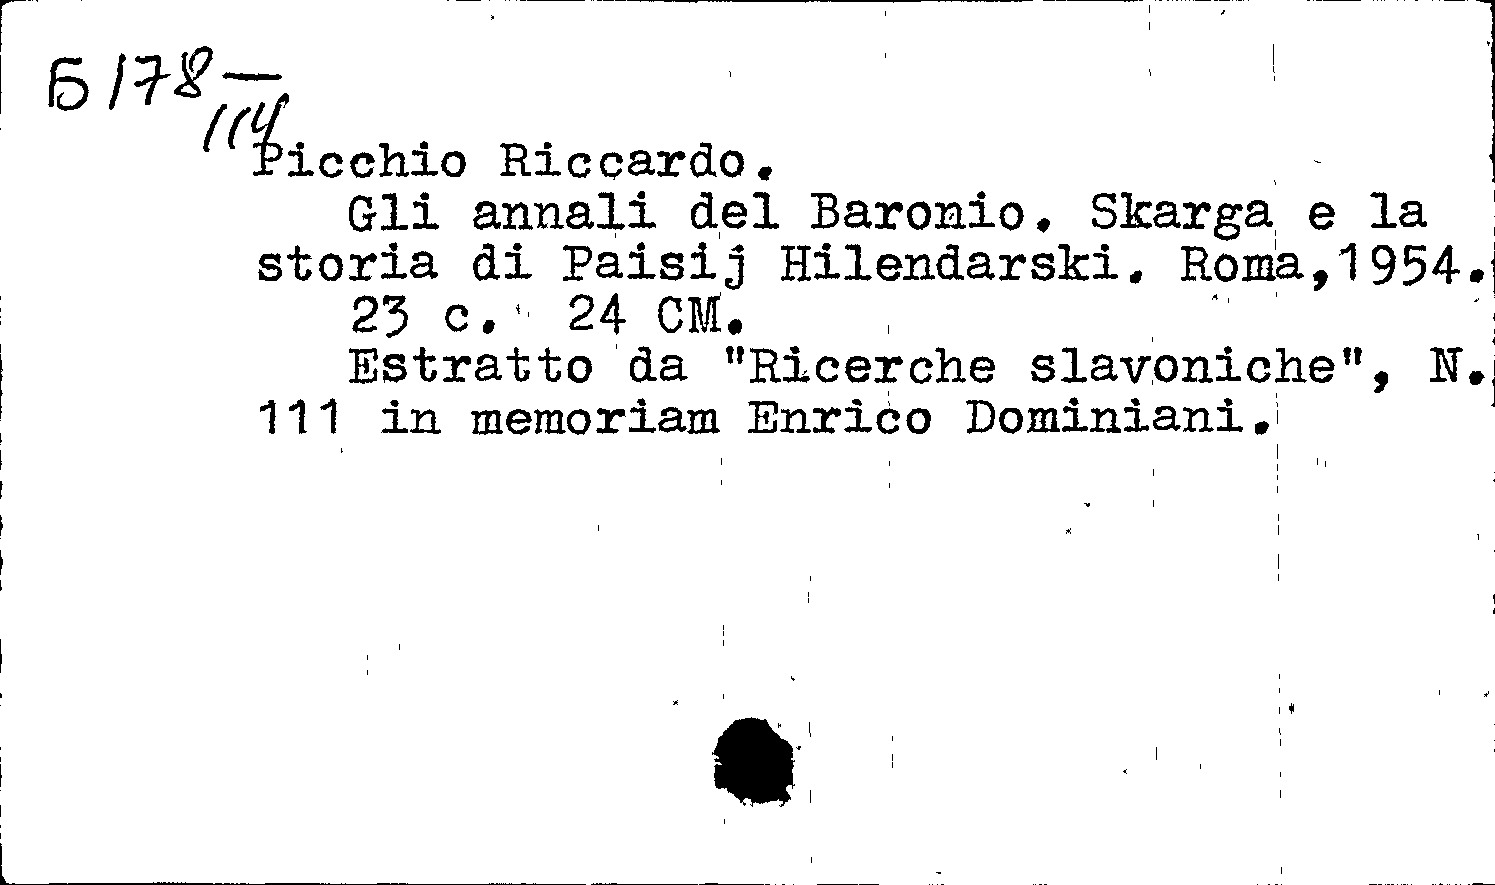 Б 178—
114
Picchio Riccardo.
Gli annali del Baronio. Skarga e la
storia di Paisij Hilendarski. Roma,1954.
23 c. 24 CM.
Estratto da "Ricerche slavoniche", N.
111 in memoriam Enrico Dominiani.